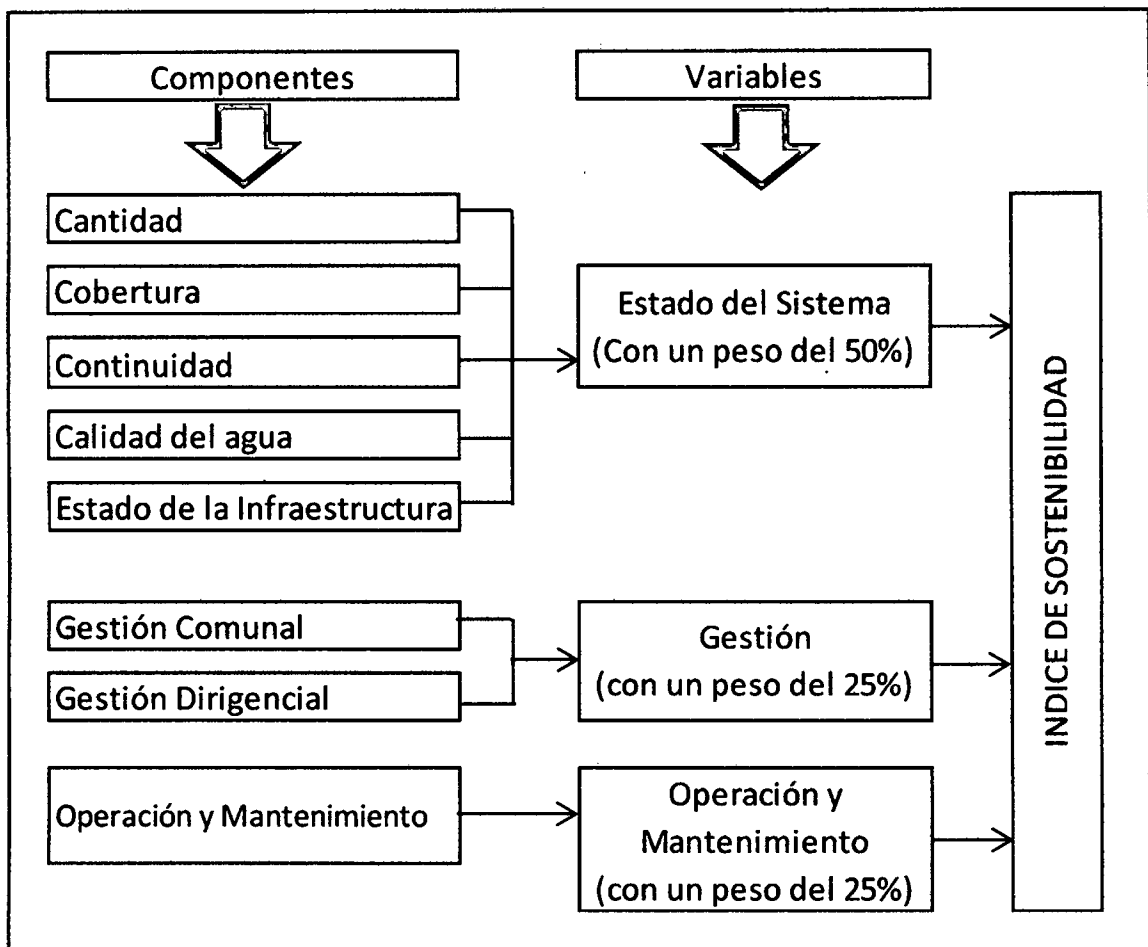 Componentes
Variables
Cantidad
Cobertura
Continuidad
Calidad del agua
Estado de la Infraestructura
Estado del Sistema
(Con un peso del 50%)
Gestión Comunal
Gestión Dirigencial
Gestión
(con un peso del 25%)
Operación y Mantenimiento
Operación y
Mantenimiento
(con un peso del 25%)
INDICE DE SOSTENIBILIDAD